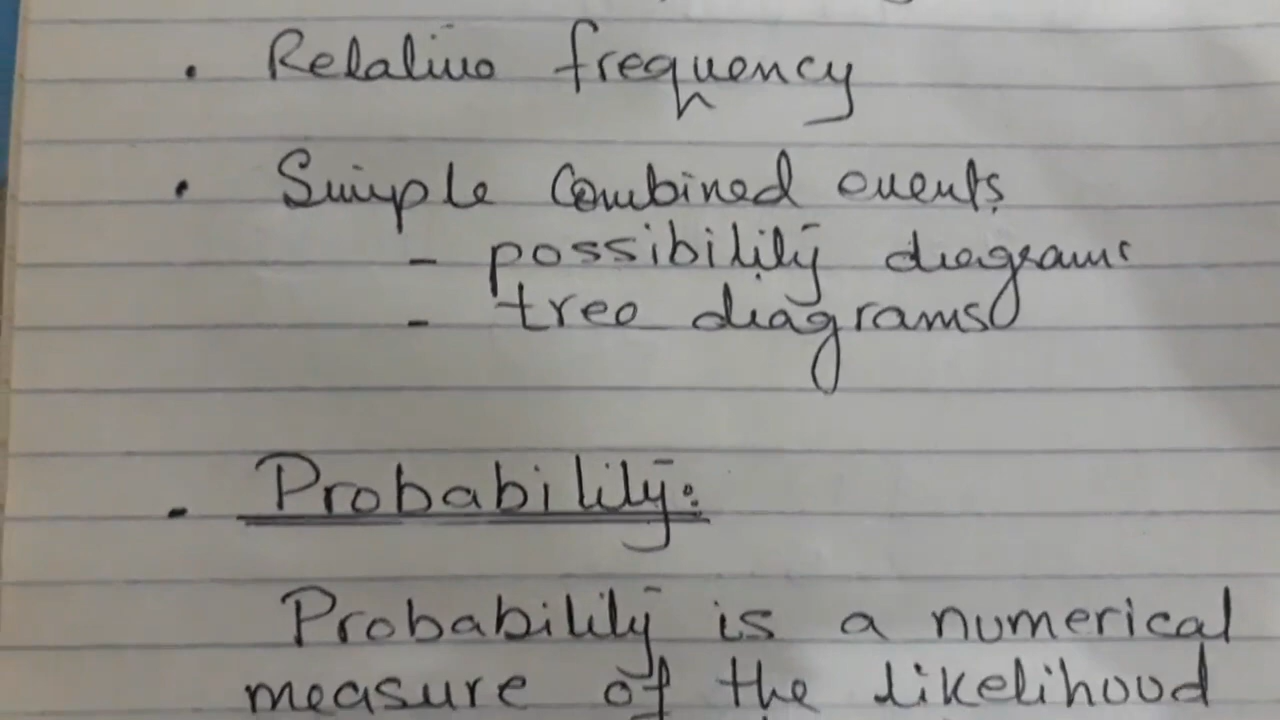 • Relative frequency
• Simple combined events
- possibility diagrams
- tree diagrams
• Probability:
Probability is a numerical
measure of the likelihood